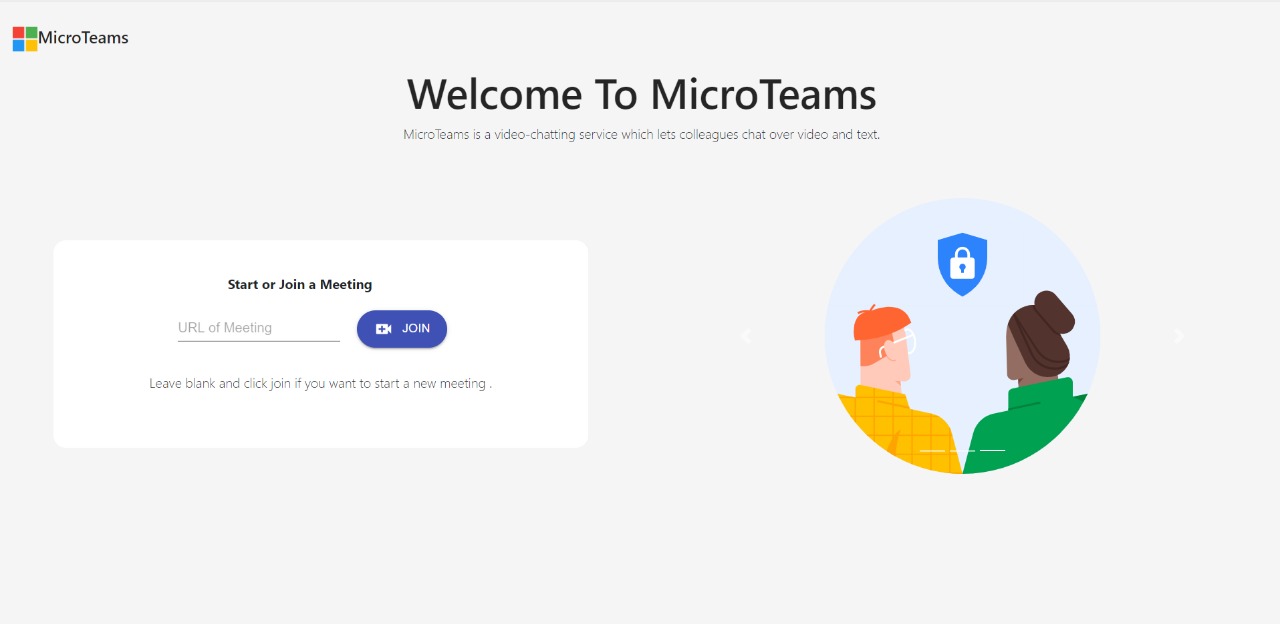 MicroTeams
Welcome To MicroTeams
MicroTeams is a video-chatting service which lets colleagues chat over video and text.
Start or Join a Meeting
URL of Meeting
JOIN
Leave blank and click join if you want to start a new meeting .